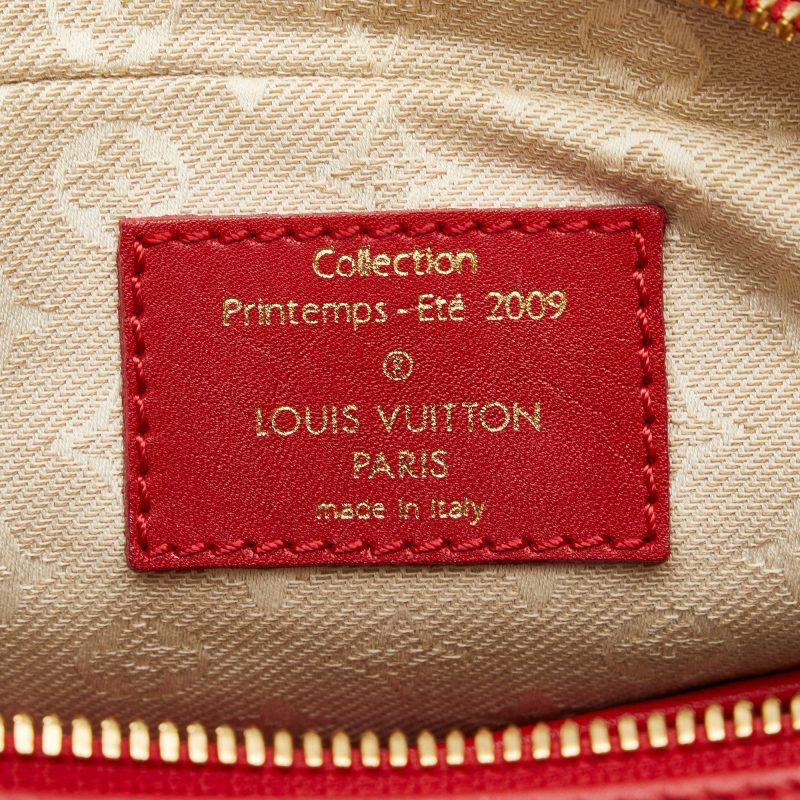 Collection
Printemps - Eté 2009
®
LOUIS VUITTON
PARIS
made in Italy